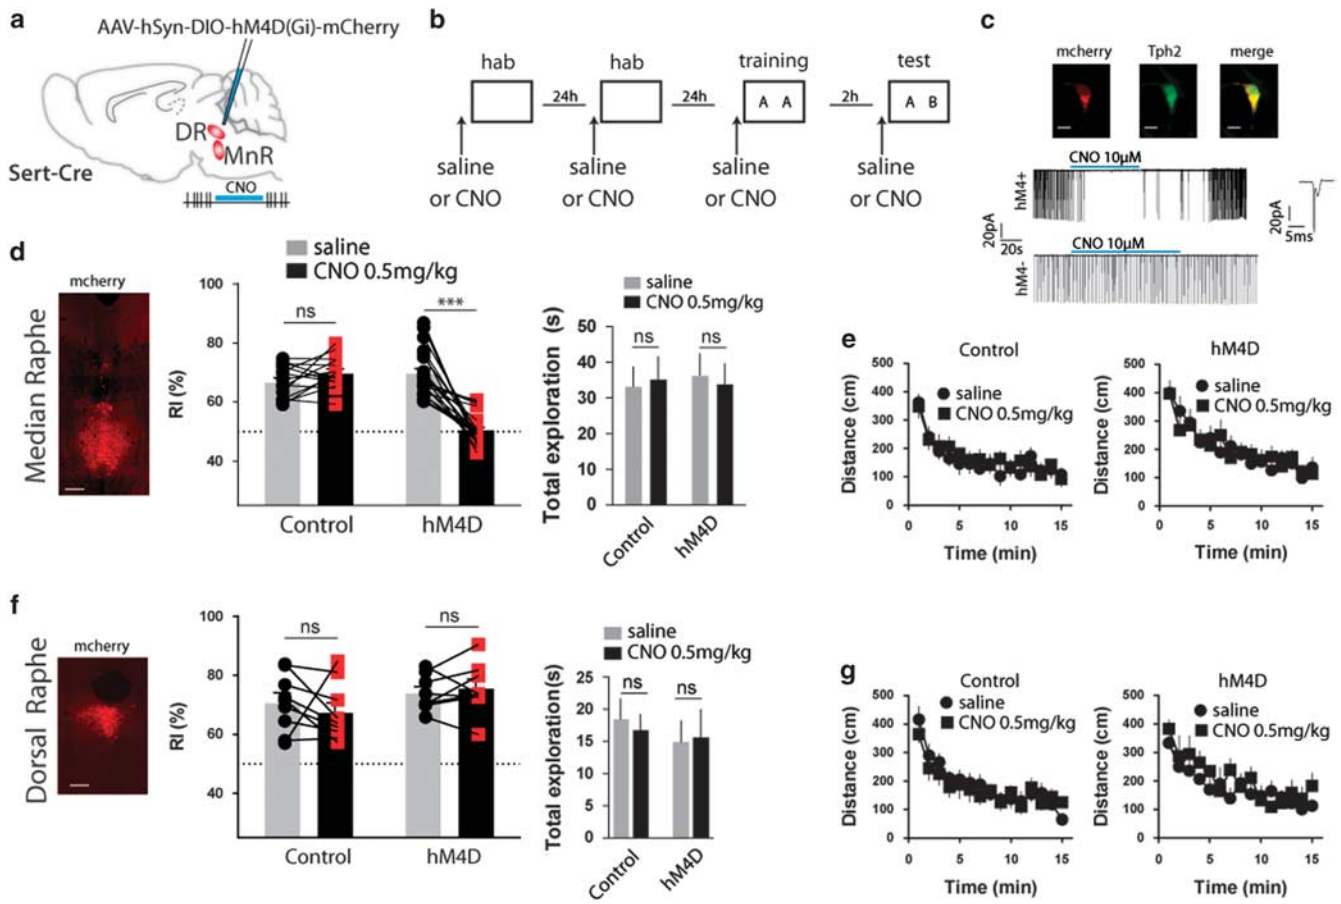 a
AAV-hSyn-DIO-hM4D(Gi)-mCherry
DR
MnR
Sert-Cre
CNO
b
hab
hab
training
test
24h
24h
2h
A A
A B
saline
or CNO
saline
or CNO
saline
or CNO
saline
or CNO
c
mcherry
Tph2
merge
CNO 10µM
hM4+
20pA
20s
20pA
5ms
CNO 10µM
hM4-
d
mcherry
Median Raphe
saline
CNO 0.5mg/kg
RI (%)
100
80
60
40
ns
***
Control
hM4D
saline
CNO 0.5mg/kg
Total exploration (s)
50
40
30
20
10
0
ns
ns
Control
hM4D
e
Control
saline
CNO 0.5mg/kg
Distance (cm)
500
400
300
200
100
0
0 5 10 15
Time (min)
hM4D
saline
CNO 0.5mg/kg
Distance (cm)
500
400
300
200
100
0
0 5 10 15
Time (min)
f
mcherry
Dorsal Raphe
RI (%)
100
80
60
40
ns
ns
Control
hM4D
saline
CNO 0.5mg/kg
Total exploration(s)
25
20
15
10
5
0
ns
ns
Control
hM4D
g
Control
saline
CNO 0.5mg/kg
Distance (cm)
500
400
300
200
100
0
0 5 10 15
Time (min)
hM4D
saline
CNO 0.5mg/kg
Distance (cm)
500
400
300
200
100
0
0 5 10 15
Time (min)